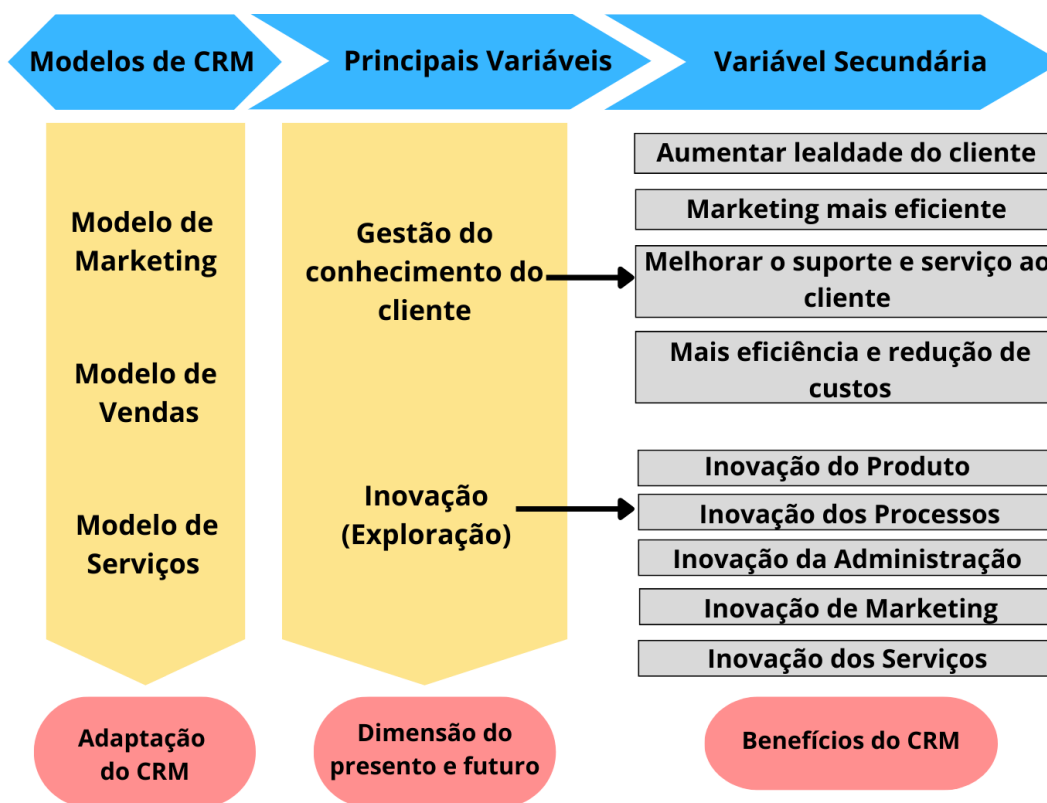 Modelos de CRM
Principais Variáveis
Variável Secundária
Modelo de
Marketing
Modelo de
Vendas
Modelo de
Serviços
Gestão do
conhecimento do
cliente
Inovação
(Exploração)
Aumentar lealdade do cliente
Marketing mais eficiente
Melhorar o suporte e serviço ao
cliente
Mais eficiência e redução de
custos
Inovação do Produto
Inovação dos Processos
Inovação da Administração
Inovação de Marketing
Inovação dos Serviços
Adaptação
do CRM
Dimensão do
presento e futuro
Benefícios do CRM